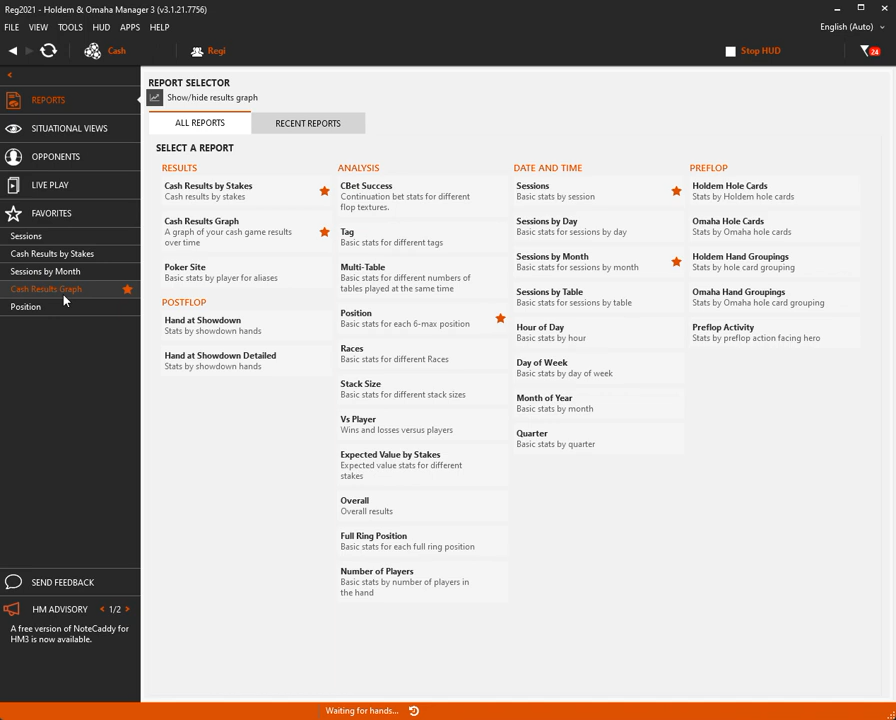 Reg2021 - Holdem & Omaha Manager 3 (v3.1.21.7756)
FILE VIEW TOOLS HUD APPS HELP
English (Auto)
Cash
Regi
Stop HUD
24
REPORTS
SITUATIONAL VIEWS
OPPONENTS
LIVE PLAY
FAVORITES
Sessions
Cash Results by Stakes
Sessions by Month
Cash Results Graph
Position
SEND FEEDBACK
HM ADVISORY < 1/2 >
A free version of NoteCaddy for
HM3 is now available.
REPORT SELECTOR
Show/hide results graph
ALL REPORTS
RECENT REPORTS
SELECT A REPORT
RESULTS
Cash Results by Stakes
Cash results by stakes
Cash Results Graph
A graph of your cash game results
over time
Poker Site
Basic stats by player for aliases
POSTFLOP
Hand at Showdown
Stats by showdown hands
Hand at Showdown Detailed
Stats by showdown hands
ANALYSIS
CBet Success
Continuation bet stats for different
flop textures.
Tag
Basic stats for different tags
Multi-Table
Basic stats for different numbers of
tables played at the same time
Position
Basic stats for each 6-max position
Races
Basic stats for different Races
Stack Size
Basic stats for different stack sizes
Vs Player
Wins and losses versus players
Expected Value by Stakes
Expected value stats for different
stakes
Overall
Overall results
Full Ring Position
Basic stats for each full ring position
Number of Players
Basic stats by number of players in
the hand
DATE AND TIME
Sessions
Basic stats by session
Sessions by Day
Basic stats for sessions by day
Sessions by Month
Basic stats for sessions by month
Sessions by Table
Basic stats for sessions by table
Hour of Day
Basic stats by hour
Day of Week
Basic stats by day of week
Month of Year
Basic stats by month
Quarter
Basic stats by quarter
PREFLOP
Holdem Hole Cards
Stats by Holdem hole cards
Omaha Hole Cards
Stats by Omaha hole cards
Holdem Hand Groupings
Stats by hole card grouping
Omaha Hand Groupings
Stats by Omaha hole card grouping
Preflop Activity
Stats by preflop action facing hero
Waiting for hands...